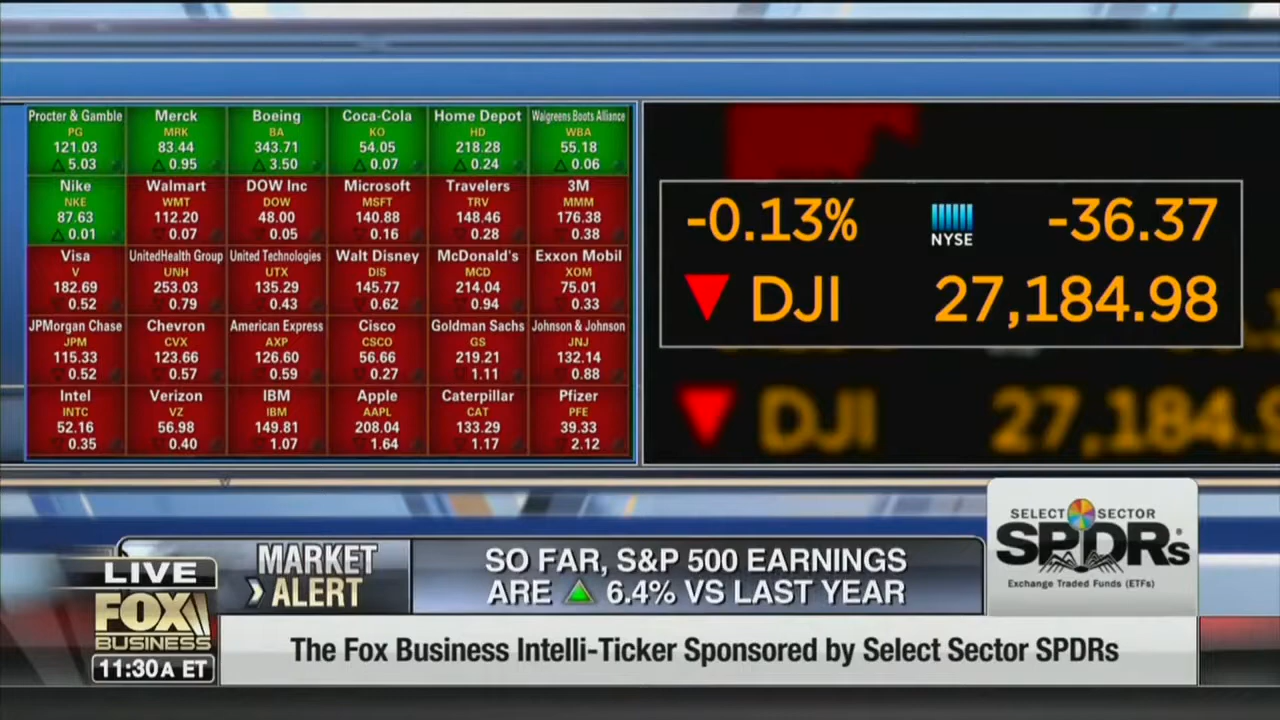 Procter & Gamble
PG
121.03
5.03
Merck
MRK
83.44
0.95
Boeing
BA
343.71
3.50
Coca-Cola
KO
54.05
0.07
Home Depot
HD
218.28
0.24
Walgreens Boots Alliance
WBA
55.18
0.06
Nike
NKE
87.63
0.01
Walmart
WMT
112.20
0.07
DOW Inc
DOW
48.00
0.05
Microsoft
MSFT
140.88
0.16
Travelers
TRV
148.46
0.28
3M
MMM
176.38
0.38
Visa
V
182.69
0.52
UnitedHealth Group
UNH
253.03
0.79
United Technologies
UTX
135.29
0.43
Walt Disney
DIS
145.77
0.62
McDonald's
MCD
214.04
0.94
Exxon Mobil
XOM
75.01
0.33
JPMorgan Chase
JPM
115.33
0.52
Chevron
CVX
123.66
0.57
American Express
AXP
126.60
0.59
Cisco
CSCO
56.66
0.27
Goldman Sachs
GS
219.21
1.11
Johnson & Johnson
JNJ
132.14
0.88
Intel
INTC
52.16
0.35
Verizon
VZ
56.98
0.40
IBM
IBM
149.81
1.07
Apple
AAPL
208.04
1.64
Caterpillar
CAT
133.29
1.17
Pfizer
PFE
39.33
2.12
-0.13% NYSE -36.37
▼ DJI 27,184.98
▼ DJI 27,184.9
SELECT SECTOR
SPDRs®
Exchange Traded Funds (ETFs)
MARKET
ALERT
SO FAR, S&P 500 EARNINGS
ARE ▲ 6.4% VS LAST YEAR
LIVE
FOX
BUSINESS
11:30A ET
The Fox Business Intelli-Ticker Sponsored by Select Sector SPDRs